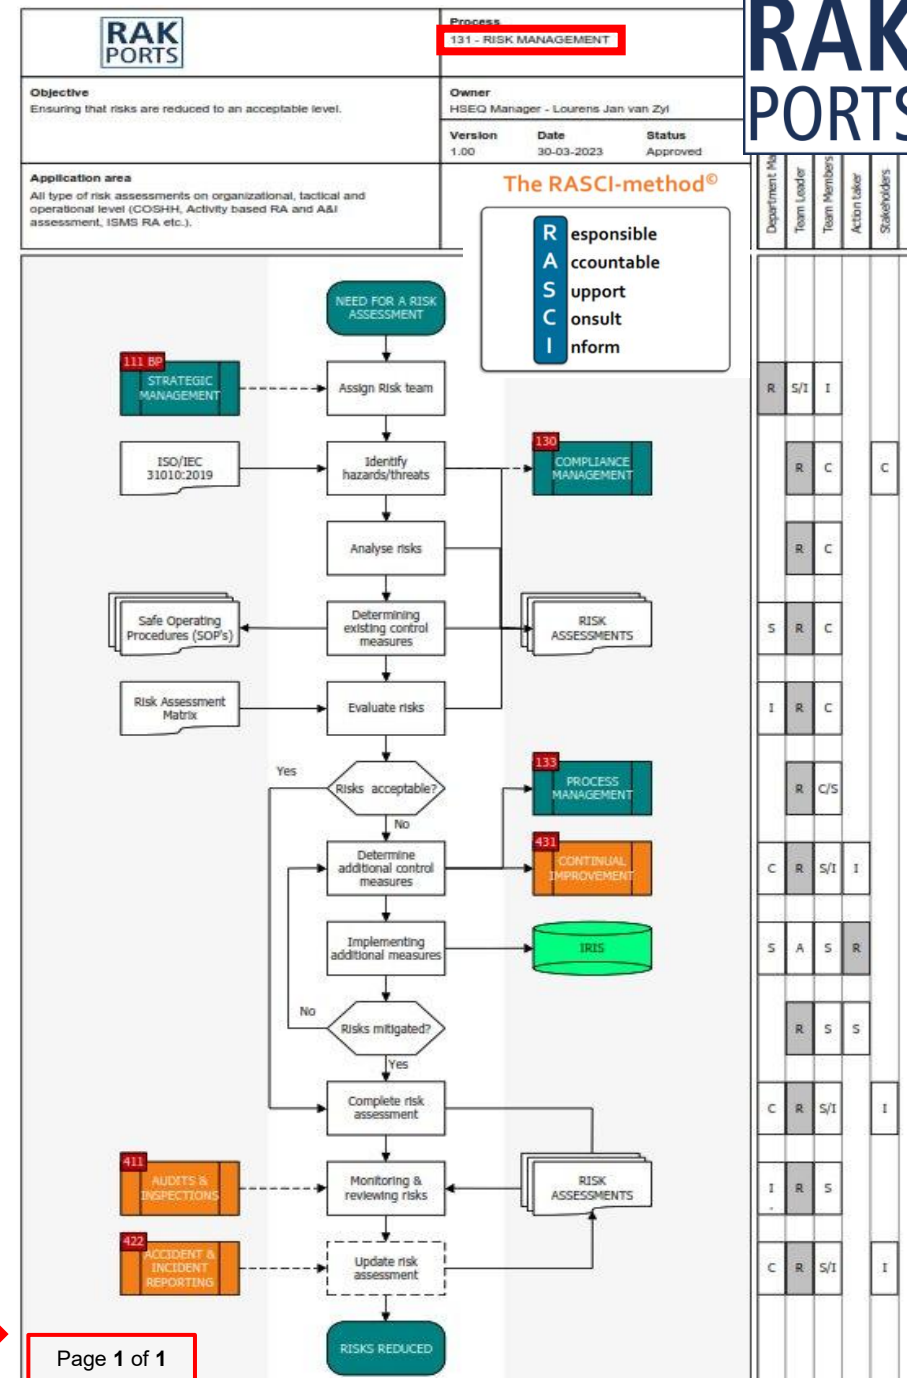 RAK
PORTS
Process
131 - RISK MANAGEMENT
RAK
PORTS
Objective
Ensuring that risks are reduced to an acceptable level.
Owner
HSEQ Manager - Lourens Jan van Zyl
Version
Date
Status
1.00
30-03-2023
Approved
Application area
All type of risk assessments on organizational, tactical and
operational level (COSHH, Activity based RA and A&I
assessment, ISMS RA etc.).
The RASCI-method©
R esponsible
A ccountable
S upport
C onsult
I nform
Department Ma
Team Leader
Team Members
Action taker
Stakeholders
NEED FOR A RISK
ASSESSMENT
111 BP
STRATEGIC
MANAGEMENT
Assign Risk team
R S/I I
ISO/IEC
31010:2019
Identify
hazards/threats
130
COMPLIANCE
MANAGEMENT
R C C
Analyse risks
R C
Safe Operating
Procedures (SOP's)
Determining
existing control
measures
RISK
ASSESSMENTS
S R C
Risk Assessment
Matrix
Evaluate risks
I R C
Yes
Risks acceptable?
133
PROCESS
MANAGEMENT
R C/S
No
Determine
additional control
measures
431
CONTINUAL
IMPROVEMENT
C R S/I I
Implementing
additional measures
IRIS
S A S R
No
Risks mitigated?
R S S
Yes
Complete risk
assessment
C R S/I I
411
AUDITS &
INSPECTIONS
Monitoring &
reviewing risks
RISK
ASSESSMENTS
I R S
422
ACCIDENT &
INCIDENT
REPORTING
Update risk
assessment
C R S/I I
RISKS REDUCED
Page 1 of 1